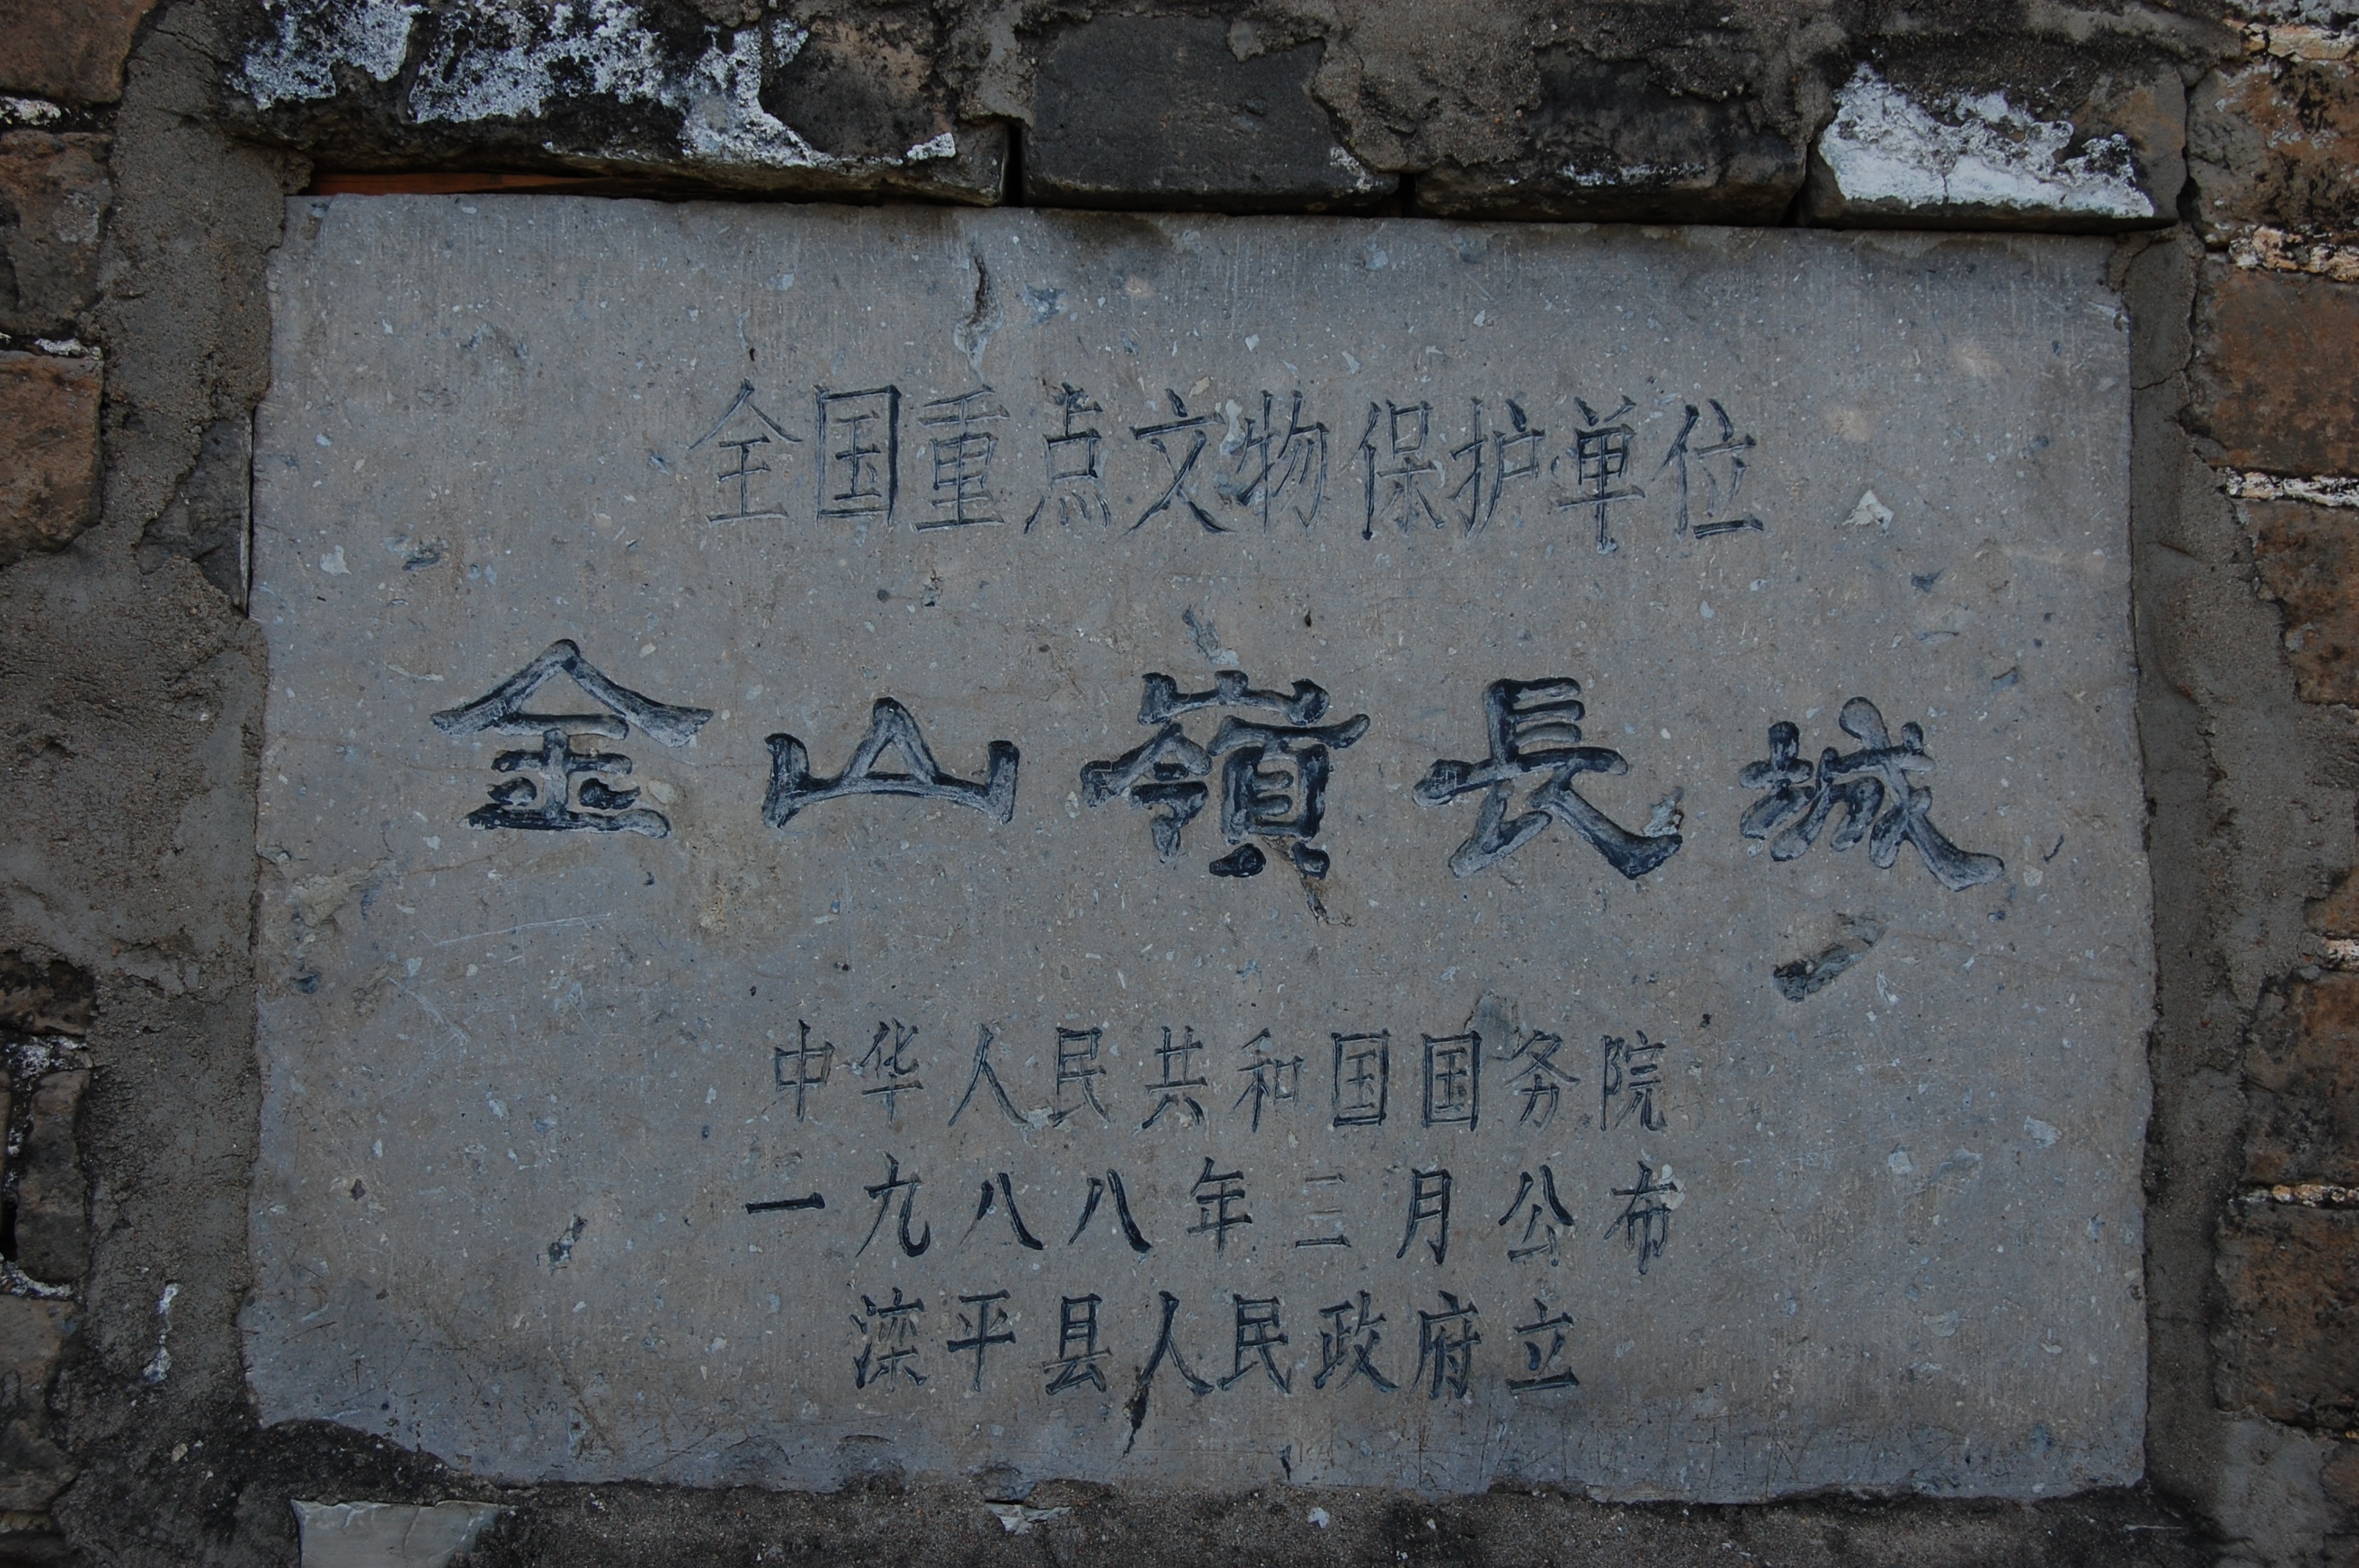 全国重点文物保护单位
金山嶺長城
中华人民共和国国务院
一九八八年三月公布
滦平县人民政府立